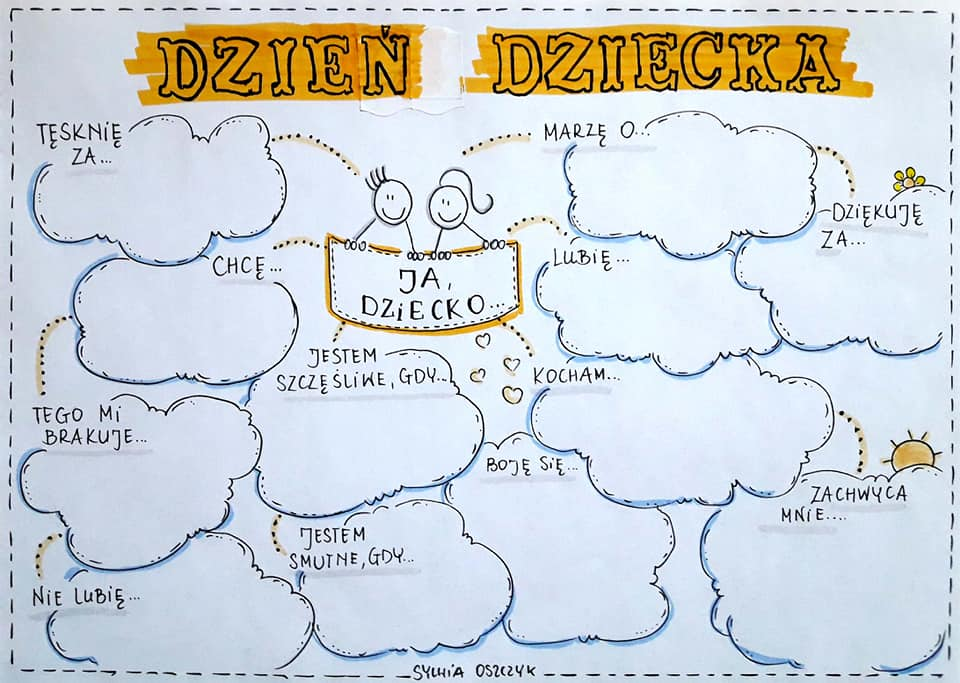 DZIEŃ DZIECKA
TĘSKNIĘ
ZA...
MARZĘ O...
DZIĘKUJĘ
ZA...
CHCĘ...
LUBIĘ...
JA,
DZIECKO...
JESTEM
SZCZĘŚLIWE, GDY...
KOCHAM...
TEGO MI
BRAKUJE...
BOJĘ SIĘ...
ZACHWYCA
MNIE....
JESTEM
SMUTNE, GDY...
NIE LUBIĘ...
SYLWIA OSZCZYK